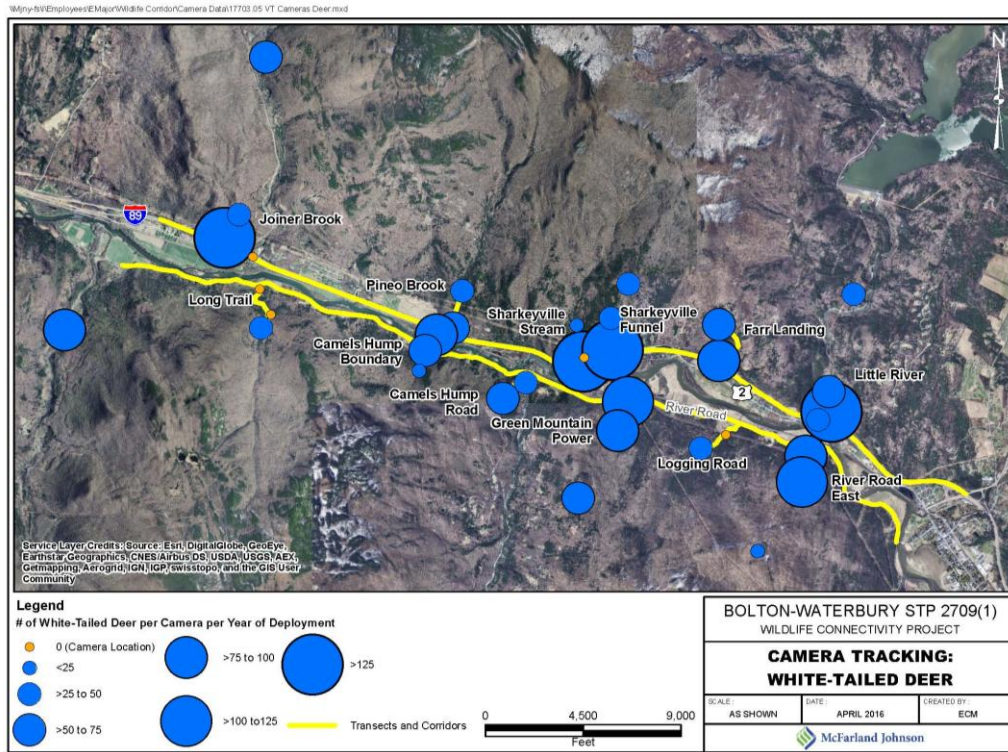 \\Mjny-fs\l\Employees\EMajor\Wildlife Corridor\Camera Data\17703.05 VT Cameras Deer.mxd
N
89
Joiner Brook
Long Trail
Pineo Brook
Sharkeyville
Stream
Sharkeyville
Funnel
Farr Landing
Camels Hump
Boundary
Camels Hump
Road
Little River
2
River Road
Green Mountain
Power
Logging Road
River Road
East
Service Layer Credits: Source: Esri, DigitalGlobe, GeoEye,
Earthstar Geographics, CNES/Airbus DS, USDA, USGS, AEX,
Getmapping, Aerogrid, IGN, IGP, swisstopo, and the GIS User
Community
Legend
# of White-Tailed Deer per Camera per Year of Deployment
0 (Camera Location)
<25
>25 to 50
>50 to 75
>75 to 100
>100 to125
>125
Transects and Corridors
0 4,500 9,000
Feet
BOLTON-WATERBURY STP 2709(1)
WILDLIFE CONNECTIVITY PROJECT
CAMERA TRACKING:
WHITE-TAILED DEER
SCALE : DATE : CREATED BY :
AS SHOWN APRIL 2016 ECM
McFarland Johnson